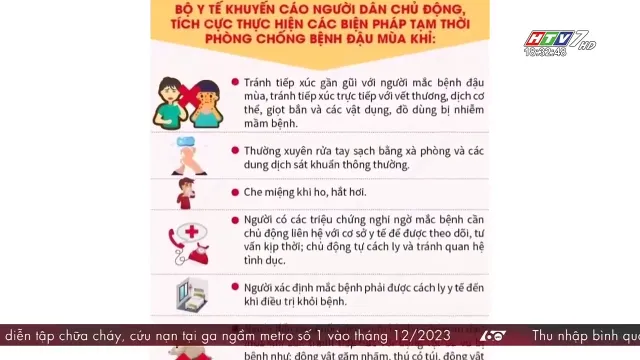 BỘ Y TẾ KHUYẾN CÁO NGƯỜI DÂN CHỦ ĐỘNG,
TÍCH CỰC THỰC HIỆN CÁC BIỆN PHÁP TẠM THỜI
PHÒNG CHỐNG BỆNH ĐẬU MÙA KHỈ:
HTV7 HD
18:32:48
Tránh tiếp xúc gần gũi với người mắc bệnh đậu
mùa, tránh tiếp xúc trực tiếp với vết thương, dịch cơ
thể, giọt bắn và các vật dụng, đồ dùng bị nhiễm
mầm bệnh.
Thường xuyên rửa tay sạch bằng xà phòng và các
dung dịch sát khuẩn thông thường.
Che miệng khi ho, hắt hơi.
Người có các triệu chứng nghi ngờ mắc bệnh cần
chủ động liên hệ với cơ sở y tế để được theo dõi, tư
vấn kịp thời; chủ động tự cách ly và tránh quan hệ
tình dục.
Người xác định mắc bệnh phải được cách ly y tế đến
khi điều trị khỏi bệnh.
diễn tập chữa cháy, cứu nạn tại ga ngầm metro số 1 vào tháng 12/2023 60 Thu nhập bình quâ
bệnh như: động vật gặm nhấm, thú có túi, động vật